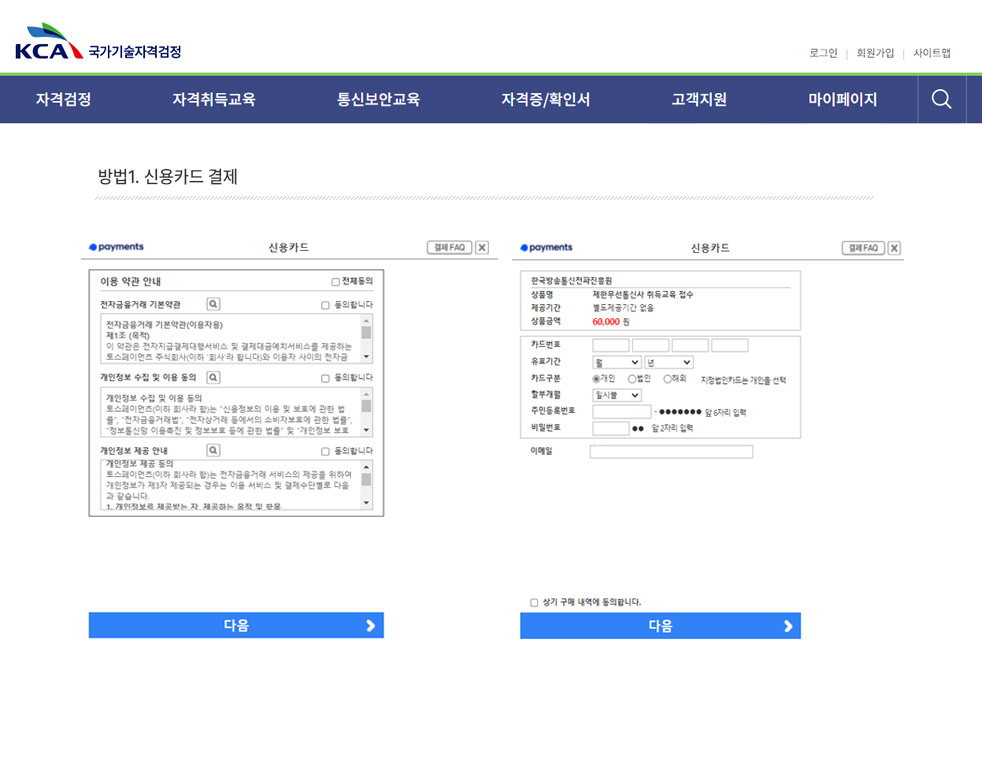 KCA 국가기술자격검정
로그인 | 회원가입 | 사이트맵
자격검정 자격취득교육 통신보안교육 자격증/확인서 고객지원 마이페이지
방법1. 신용카드 결제
payments 신용카드 결제 FAQ X
이용 약관 안내 전체동의
전자금융거래 기본약관 동의합니다
전자금융거래 기본약관(이용자용)
제1조 (목적)
이 약관은 전자지급결제대행서비스 및 결제대금예치서비스를 제공하는
토스페이먼츠 주식회사(이하 '회사'라 합니다)와 이용자 사이의 전자금
개인정보 수집 및 이용 동의 동의합니다
개인정보 수집 및 이용 동의
토스페이먼츠(이하 회사라 함)는 "신용정보의 이용 및 보호에 관한 법
률", "전자금융거래법", "전자상거래 등에서의 소비자보호에 관한 법률",
"정보통신망 이용촉진 및 정보보호 등에 관한 법률" 및 "개인정보 보호
개인정보 제공 안내 동의합니다
개인정보 제공 동의
토스페이먼츠(이하 회사라 함)는 전자금융거래 서비스의 제공을 위하여
개인정보가 제3자 제공되는 경우는 이용 서비스 및 결제수단별로 다음
과 같습니다.
1. 개인정보를 제공받는 자, 제공하는 목적 및 항목
다음
payments 신용카드 결제 FAQ X
한국방송통신전파진흥원
상품명 제한무선통신사 취득교육 접수
제공기간 별도제공기간 없음
상품금액 60,000 원
카드번호
유효기간 월 년
카드구분 개인 법인 해외 지정법인카드는 개인을 선택
할부개월 일시불
주민등록번호 - ●●●●●●● 앞 6자리 입력
비밀번호 ●● 앞 2자리 입력
이메일
상기 구매 내역에 동의합니다.
다음